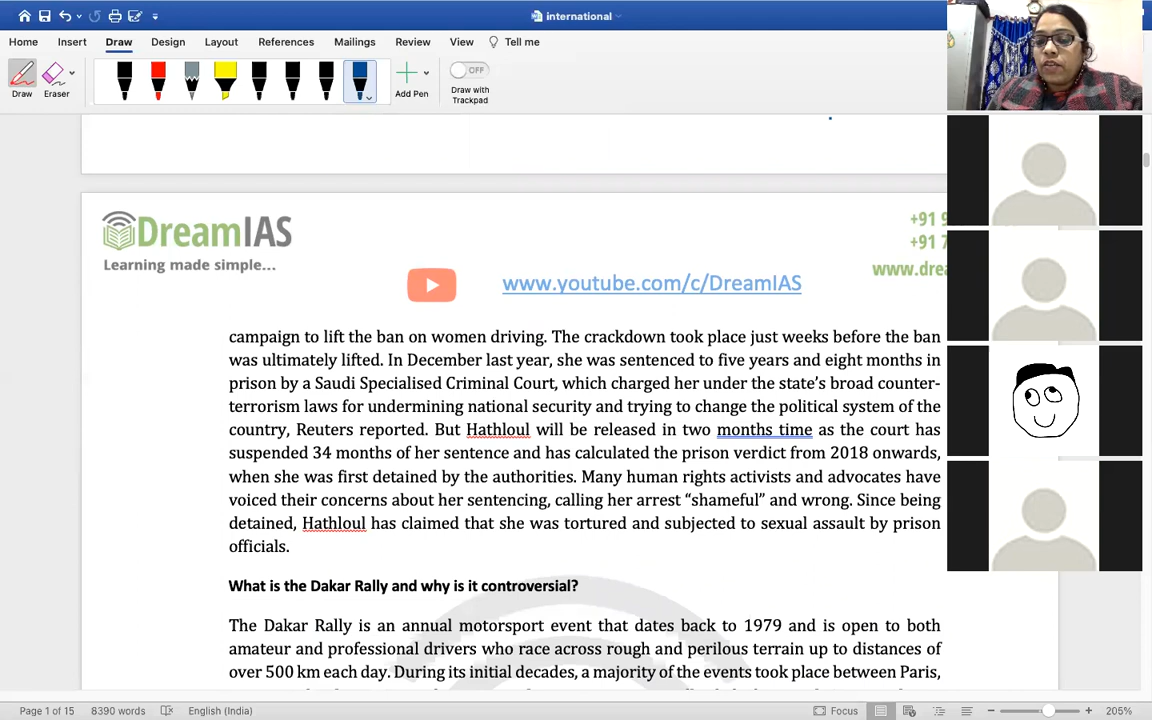 international
Home Insert Draw Design Layout References Mailings Review View Tell me
OFF
Draw Eraser Add Pen Draw with
Trackpad
DreamIAS
Learning made simple...
+91 9
+91 7
www.drea
www.youtube.com/c/DreamIAS
campaign to lift the ban on women driving. The crackdown took place just weeks before the ban
was ultimately lifted. In December last year, she was sentenced to five years and eight months in
prison by a Saudi Specialised Criminal Court, which charged her under the state's broad counter-
terrorism laws for undermining national security and trying to change the political system of the
country, Reuters reported. But Hathloul will be released in two months time as the court has
suspended 34 months of her sentence and has calculated the prison verdict from 2018 onwards,
when she was first detained by the authorities. Many human rights activists and advocates have
voiced their concerns about her sentencing, calling her arrest “shameful” and wrong. Since being
detained, Hathloul has claimed that she was tortured and subjected to sexual assault by prison
officials.
What is the Dakar Rally and why is it controversial?
The Dakar Rally is an annual motorsport event that dates back to 1979 and is open to both
amateur and professional drivers who race across rough and perilous terrain up to distances of
over 500 km each day. During its initial decades, a majority of the events took place between Paris,
Page 1 of 15 8390 words English (India) Focus 205%